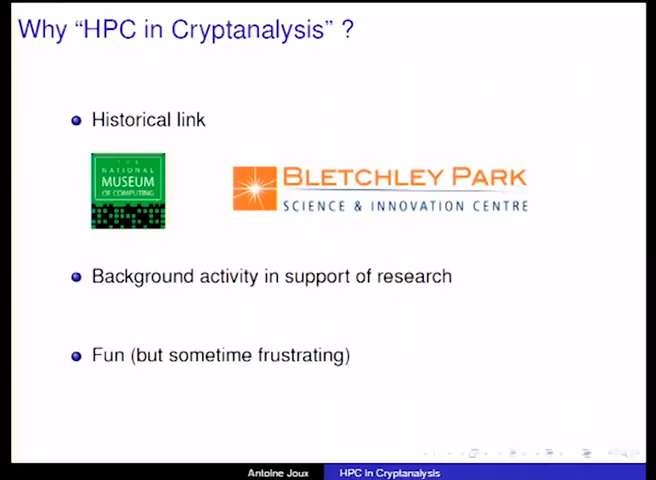 Why “HPC in Cryptanalysis” ?
Historical link
THE
NATIONAL
MUSEUM
OF COMPUTING
BLETCHLEY PARK
SCIENCE & INNOVATION CENTRE
Background activity in support of research
Fun (but sometime frustrating)
Antoine Joux
HPC in Cryptanalysis